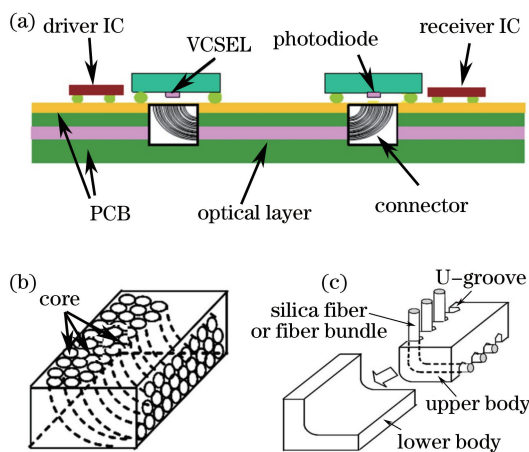 (a)
driver IC
VCSEL
photodiode
receiver IC
PCB
optical layer
connector
(b)
core
(c)
U-groove
silica fiber
or fiber bundle
upper body
lower body